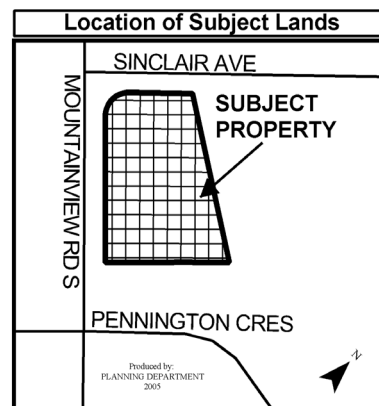 Location of Subject Lands
SINCLAIR AVE
MOUNTAINVIEW RD S
SUBJECT
PROPERTY
PENNINGTON CRES
Produced by:
PLANNING DEPARTMENT
2005
N